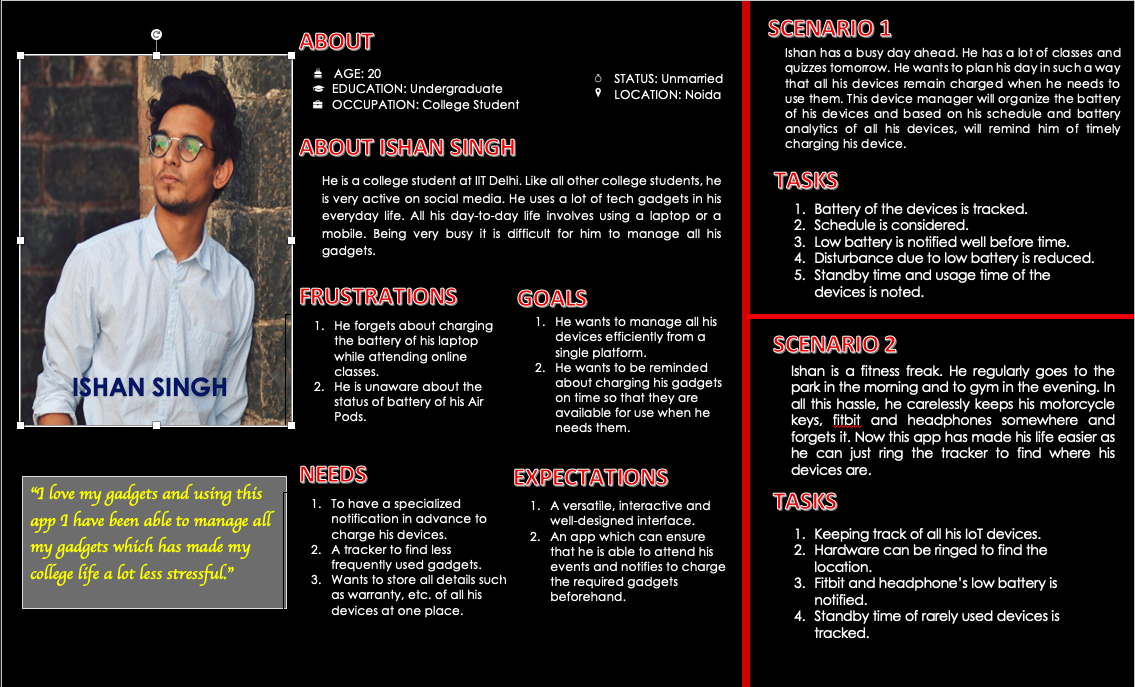 ABOUT
AGE: 20
EDUCATION: Undergraduate
OCCUPATION: College Student
STATUS: Unmarried
LOCATION: Noida
ABOUT ISHAN SINGH
He is a college student at IIT Delhi. Like all other college students, he
is very active on social media. He uses a lot of tech gadgets in his
everyday life. All his day-to-day life involves using a laptop or a
mobile. Being very busy it is difficult for him to manage all his
gadgets.
ISHAN SINGH
FRUSTRATIONS
1. He forgets about charging
the battery of his laptop
while attending online
classes.
2. He is unaware about the
status of battery of his Air
Pods.
GOALS
1. He wants to manage all his
devices efficiently from a
single platform.
2. He wants to be reminded
about charging his gadgets
on time so that they are
available for use when he
needs them.
"I love my gadgets and using this
app I have been able to manage all
my gadgets which has made my
college life a lot less stressful."
NEEDS
1. To have a specialized
notification in advance to
charge his devices.
2. A tracker to find less
frequently used gadgets.
3. Wants to store all details such
as warranty, etc. of all his
devices at one place.
EXPECTATIONS
1. A versatile, interactive and
well-designed interface.
2. An app which can ensure
that he is able to attend his
events and notifies to charge
the required gadgets
beforehand.
SCENARIO 1
Ishan has a busy day ahead. He has a lot of classes and
quizzes tomorrow. He wants to plan his day in such a way
that all his devices remain charged when he needs to
use them. This device manager will organize the battery
of his devices and based on his schedule and battery
analytics of all his devices, will remind him of timely
charging his device.
TASKS
1. Battery of the devices is tracked.
2. Schedule is considered.
3. Low battery is notified well before time.
4. Disturbance due to low battery is reduced.
5. Standby time and usage time of the
devices is noted.
SCENARIO 2
Ishan is a fitness freak. He regularly goes to the
park in the morning and to gym in the evening. In
all this hassle, he carelessly keeps his motorcycle
keys, fitbit and headphones somewhere and
forgets it. Now this app has made his life easier as
he can just ring the tracker to find where his
devices are.
TASKS
1. Keeping track of all his IoT devices.
2. Hardware can be ringed to find the
location.
3. Fitbit and headphone's low battery is
notified.
4. Standby time of rarely used devices is
tracked.